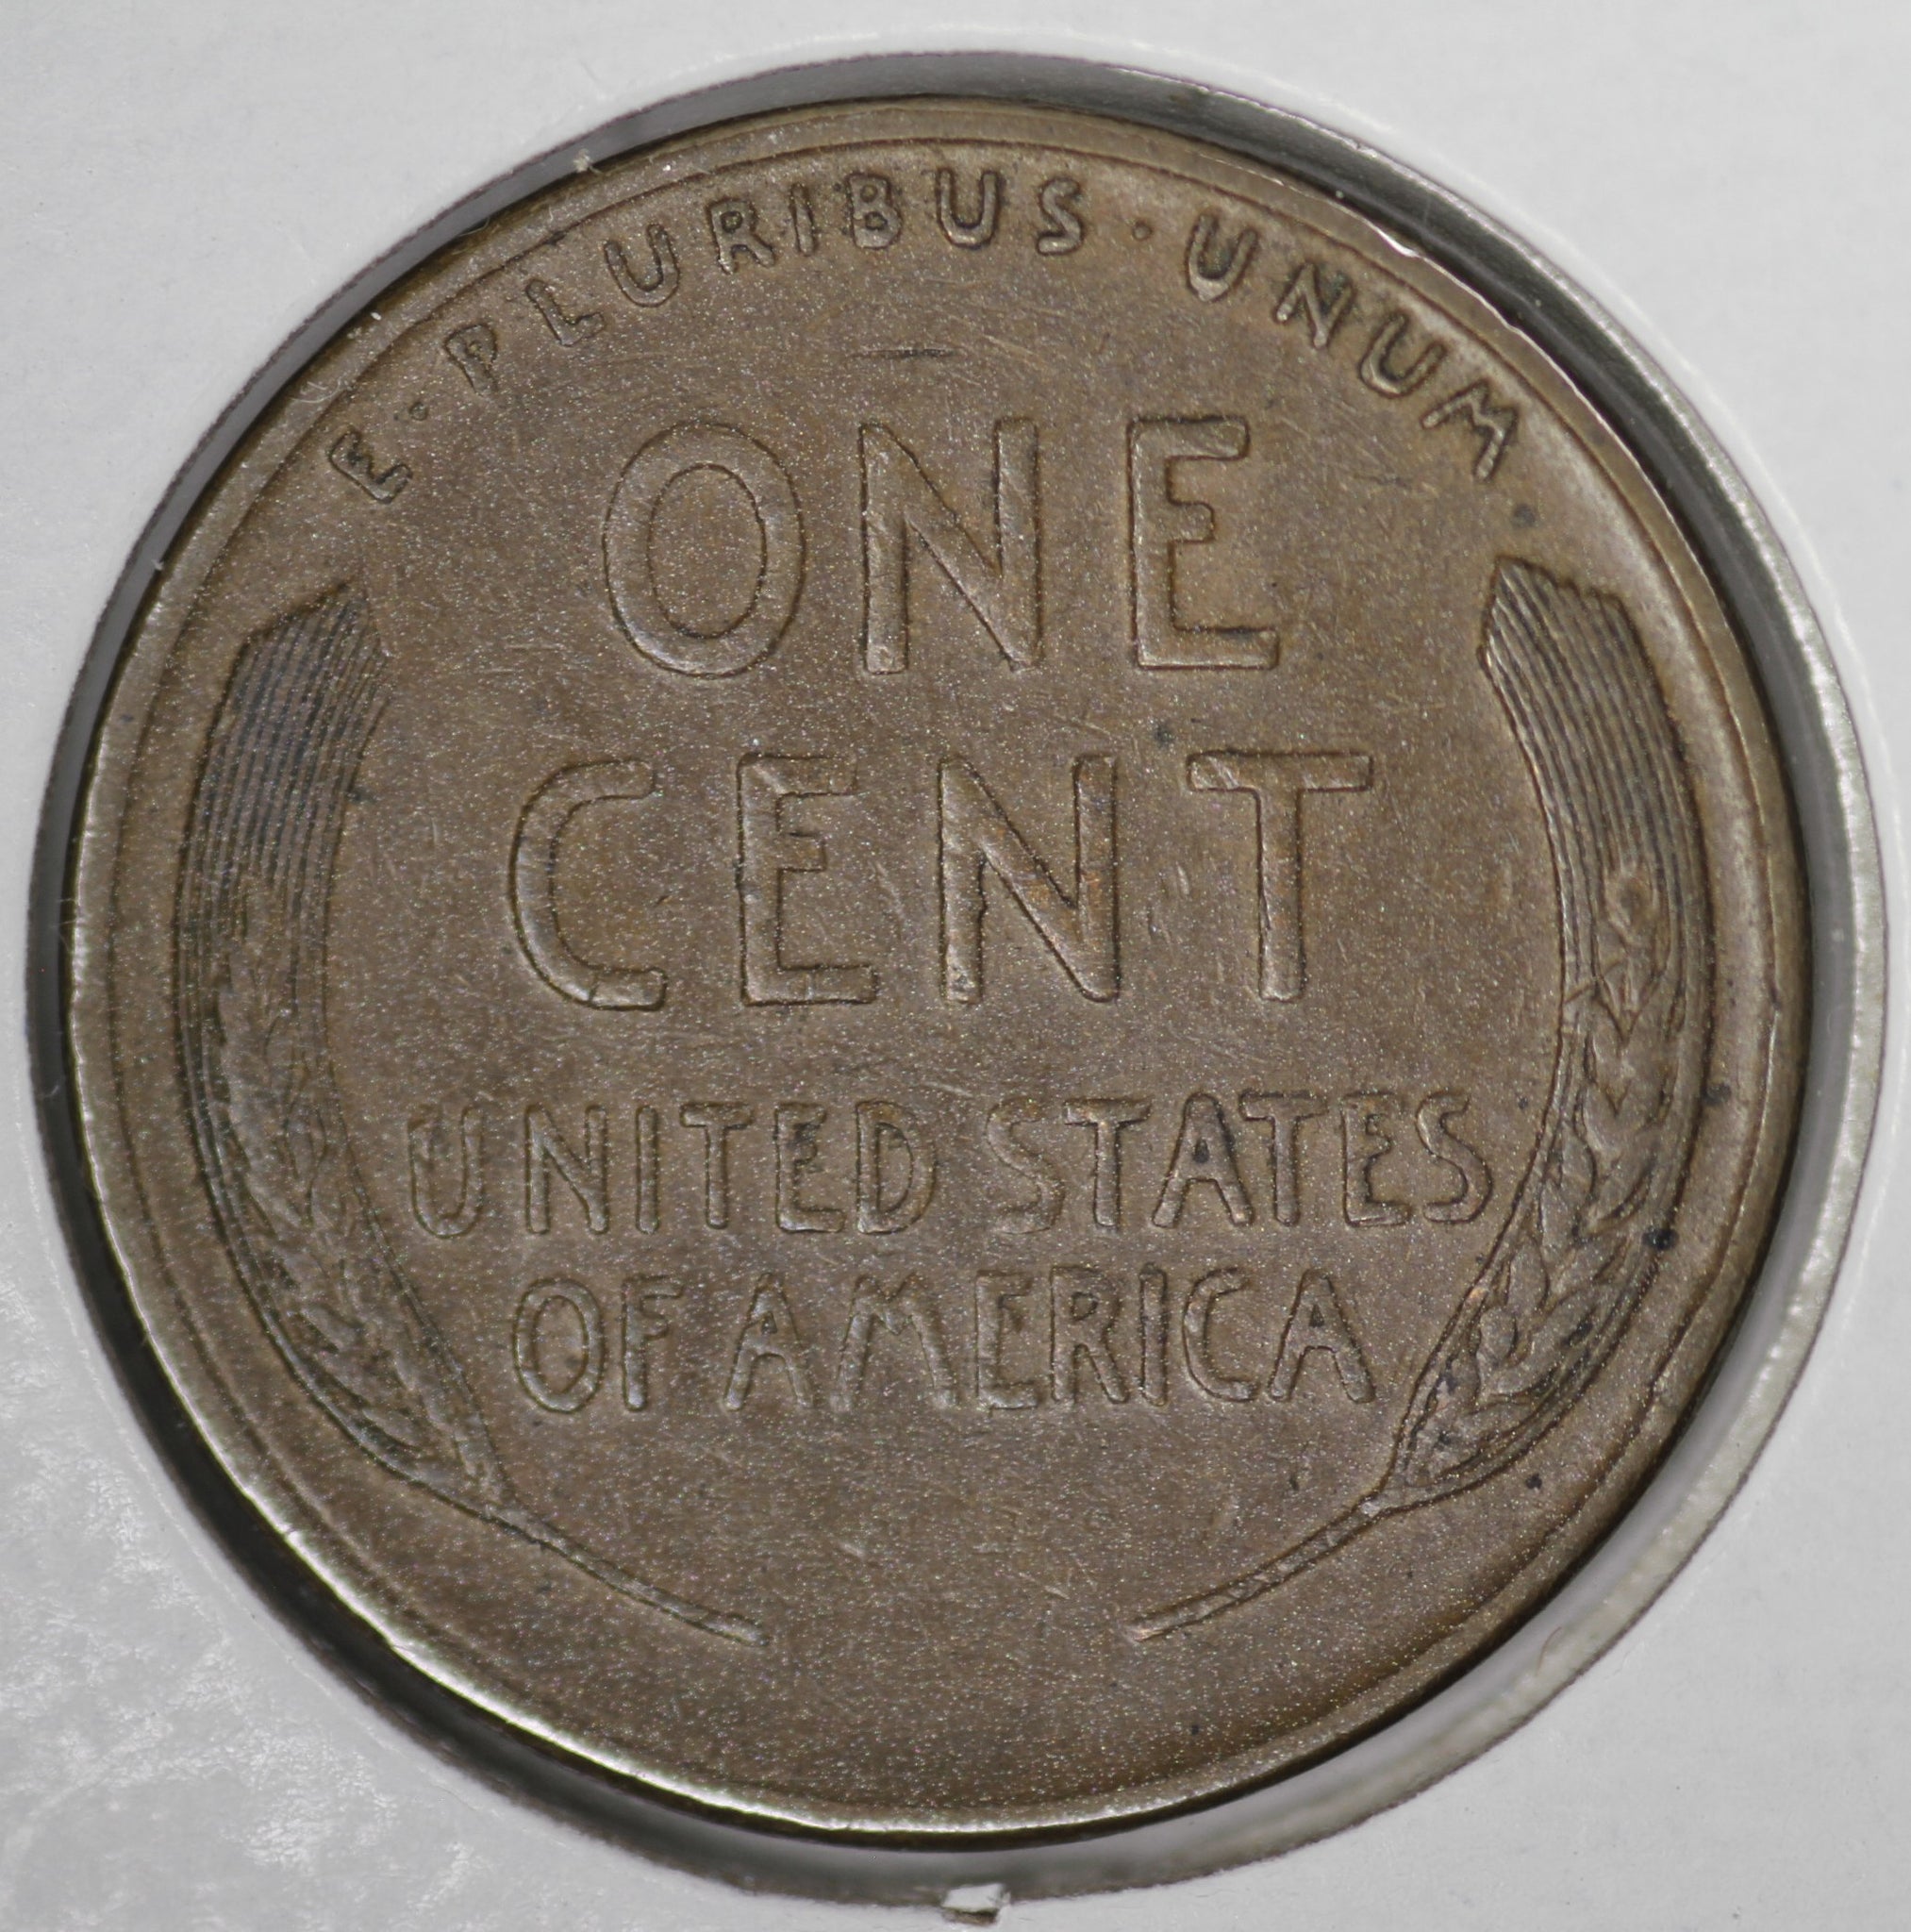 E·PLURIBUS·UNUM
ONE
CENT
UNITED STATES
OF AMERICA